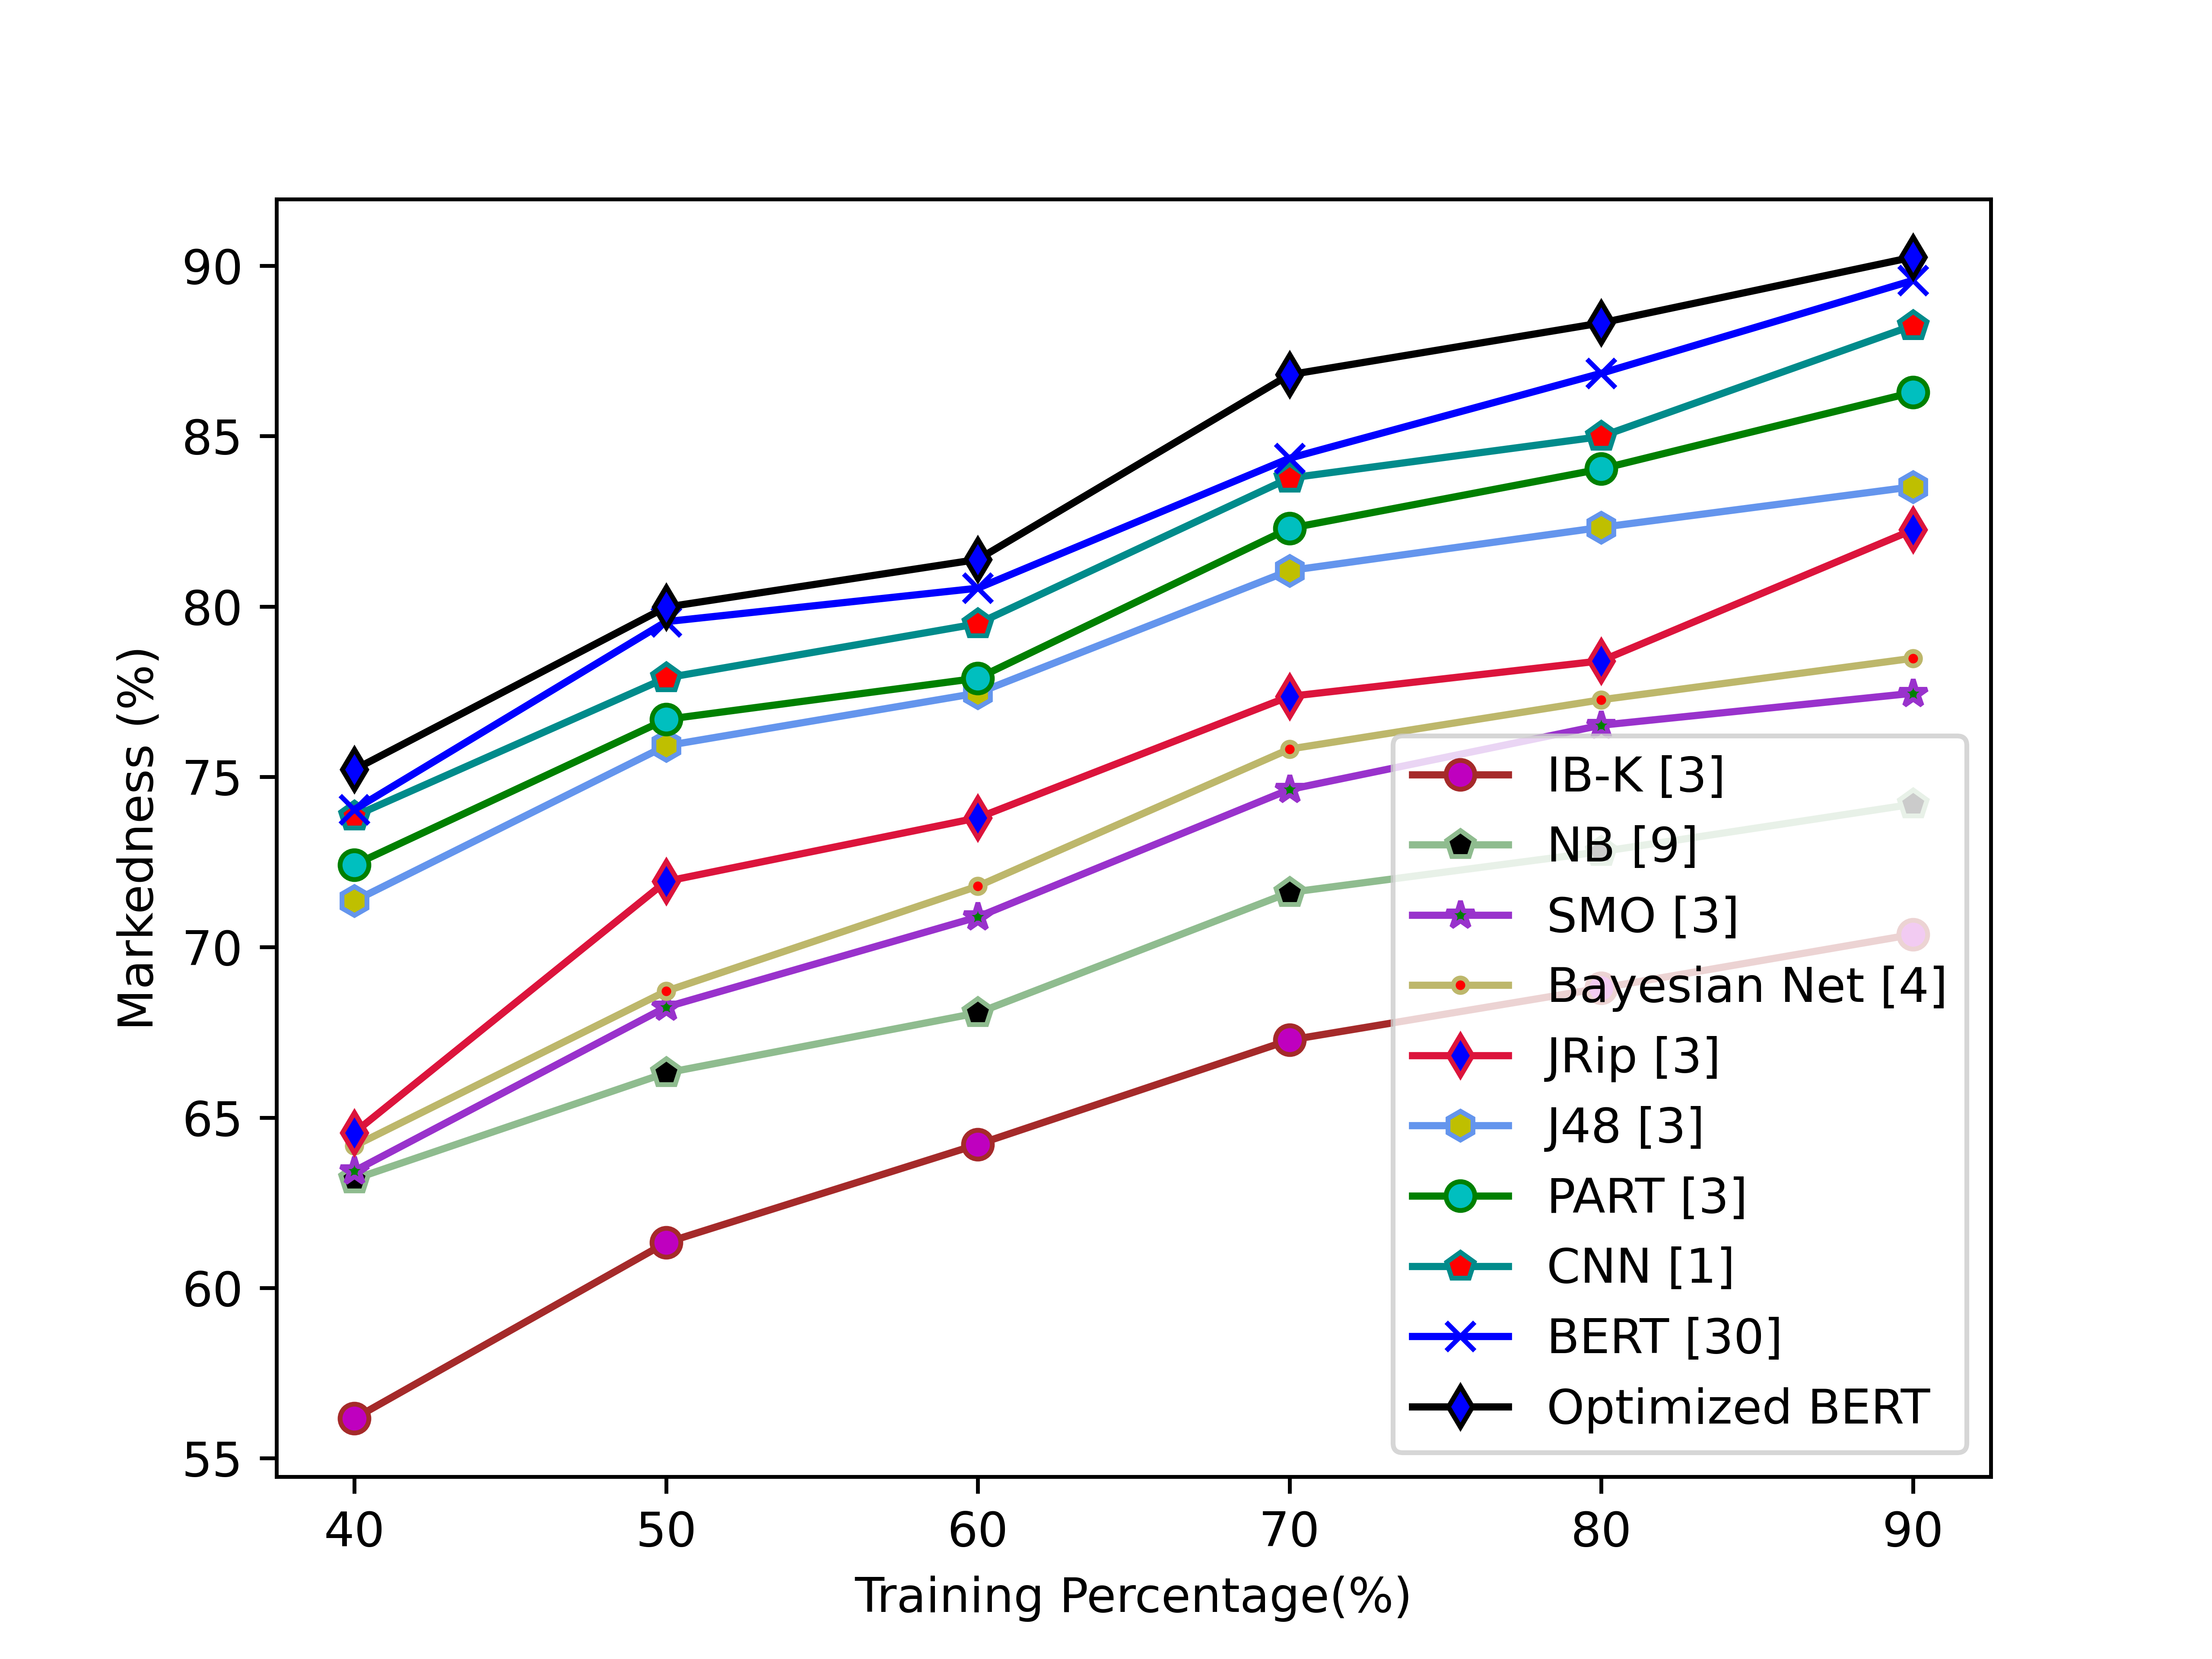 90
85
80
75
70
65
60
55
Markedness (%)
40 50 60 70 80 90
Training Percentage(%)
IB-K [3]
NB [9]
SMO [3]
Bayesian Net [4]
JRip [3]
J48 [3]
PART [3]
CNN [1]
BERT [30]
Optimized BERT